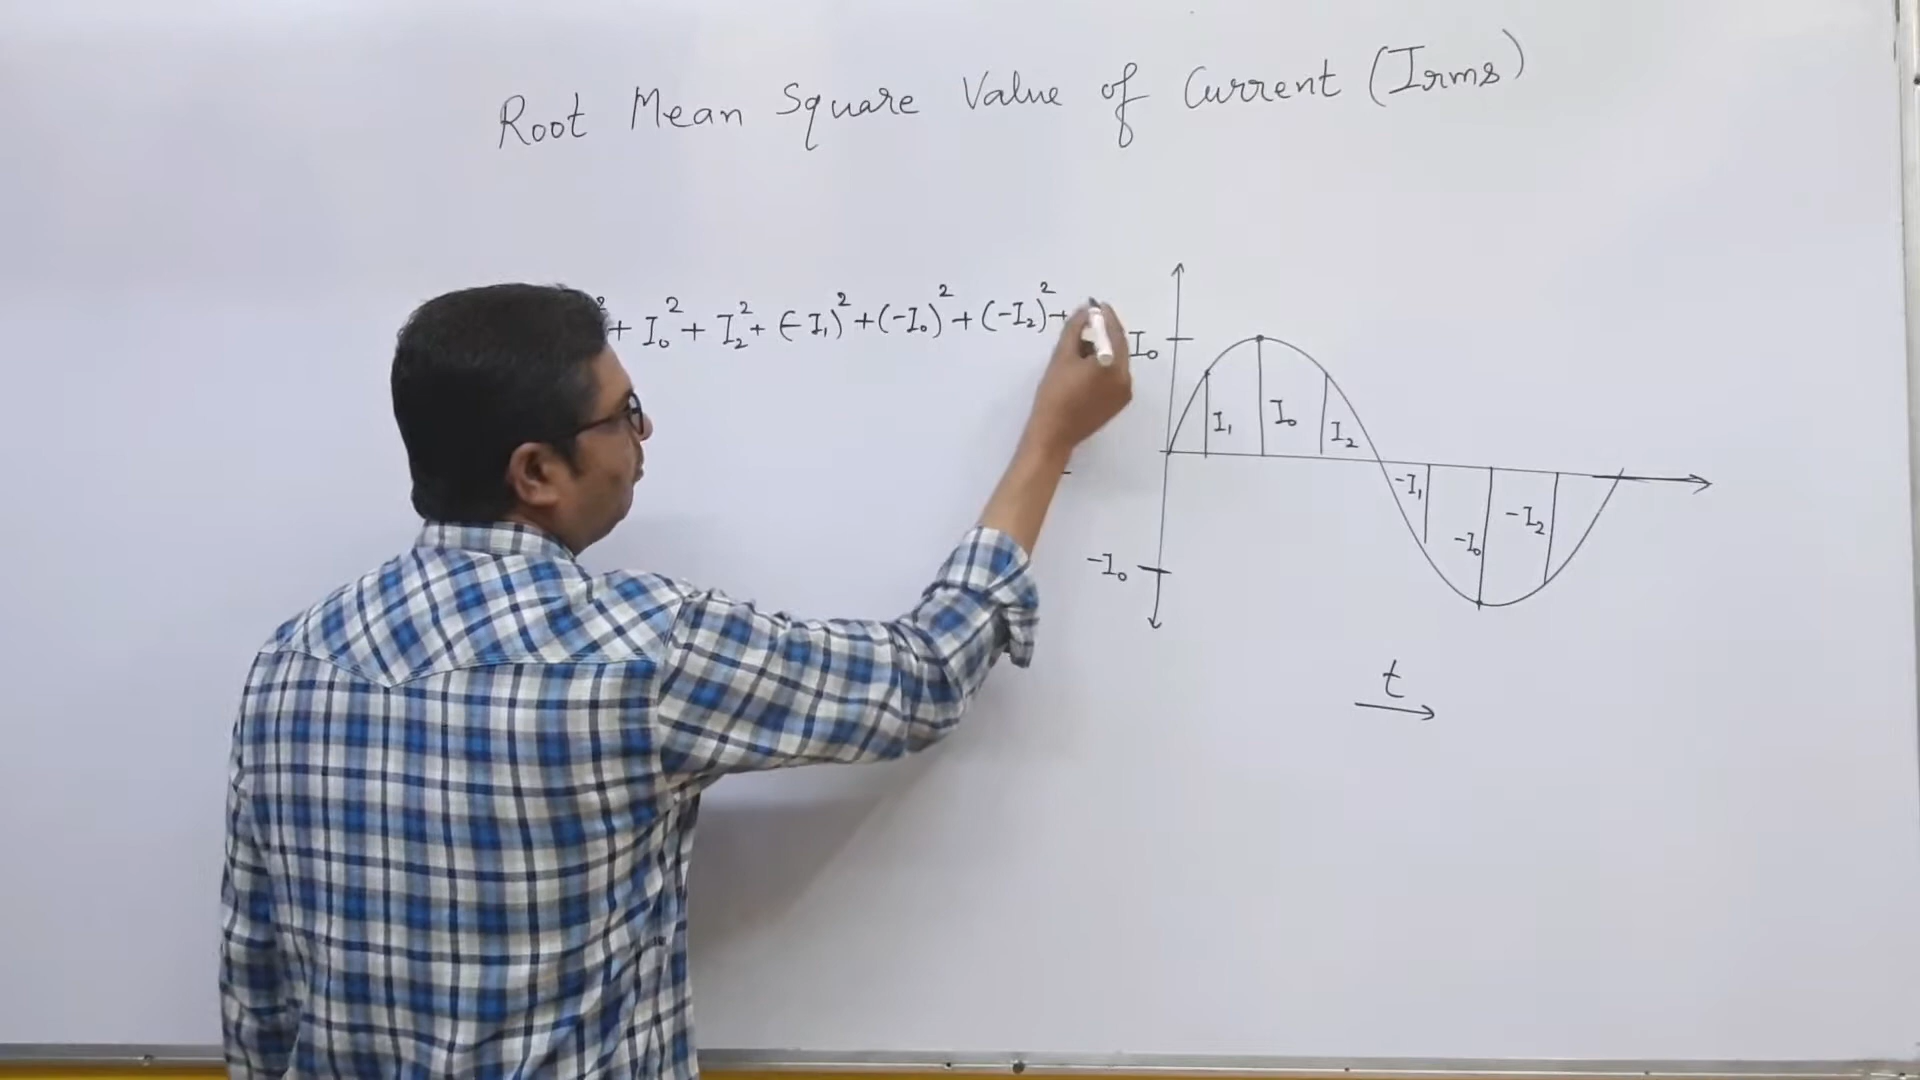 Root Mean Square Value of Current (Irms)
² + I₀² + I₂² + (-I₁)² + (-I₀)² + (-I₂)² +
I₀
I₁ I₀ I₂
-I₁ -I₀ -I₂
-I₀
t